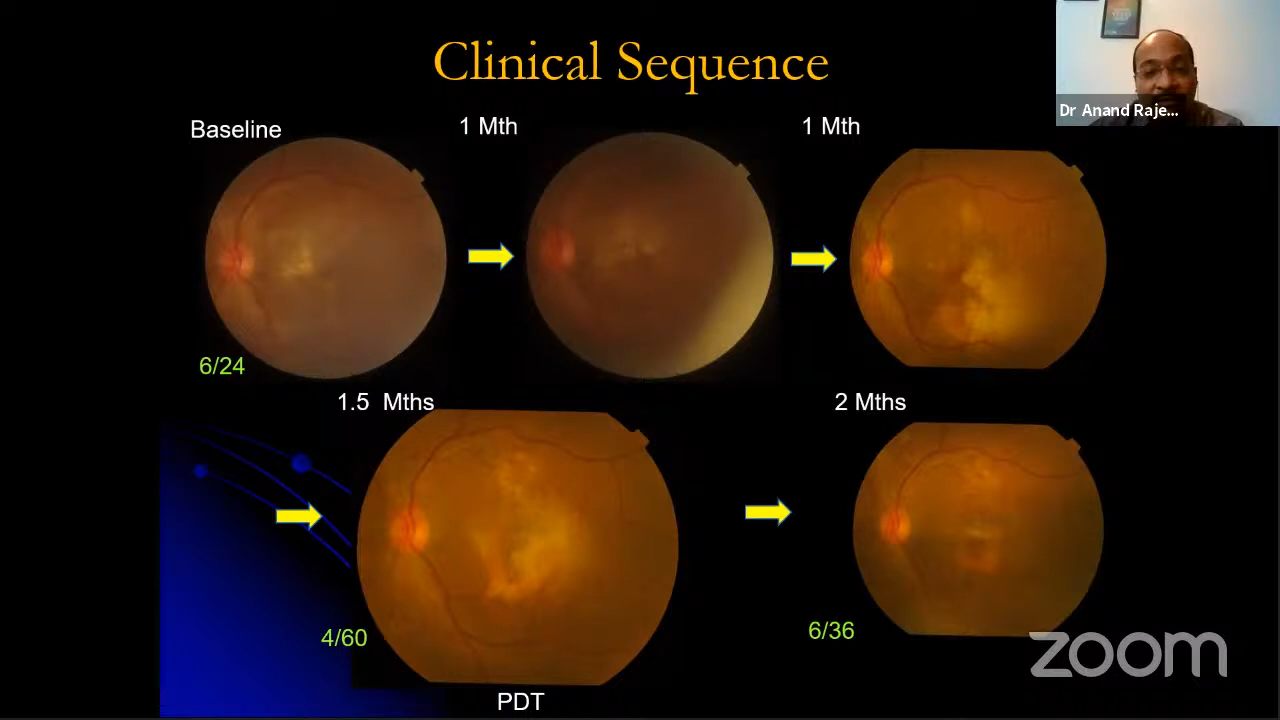 Clinical Sequence
Dr Anand Raje...
Baseline
1 Mth
1 Mth
6/24
1.5 Mths
2 Mths
4/60
6/36
PDT
zoom